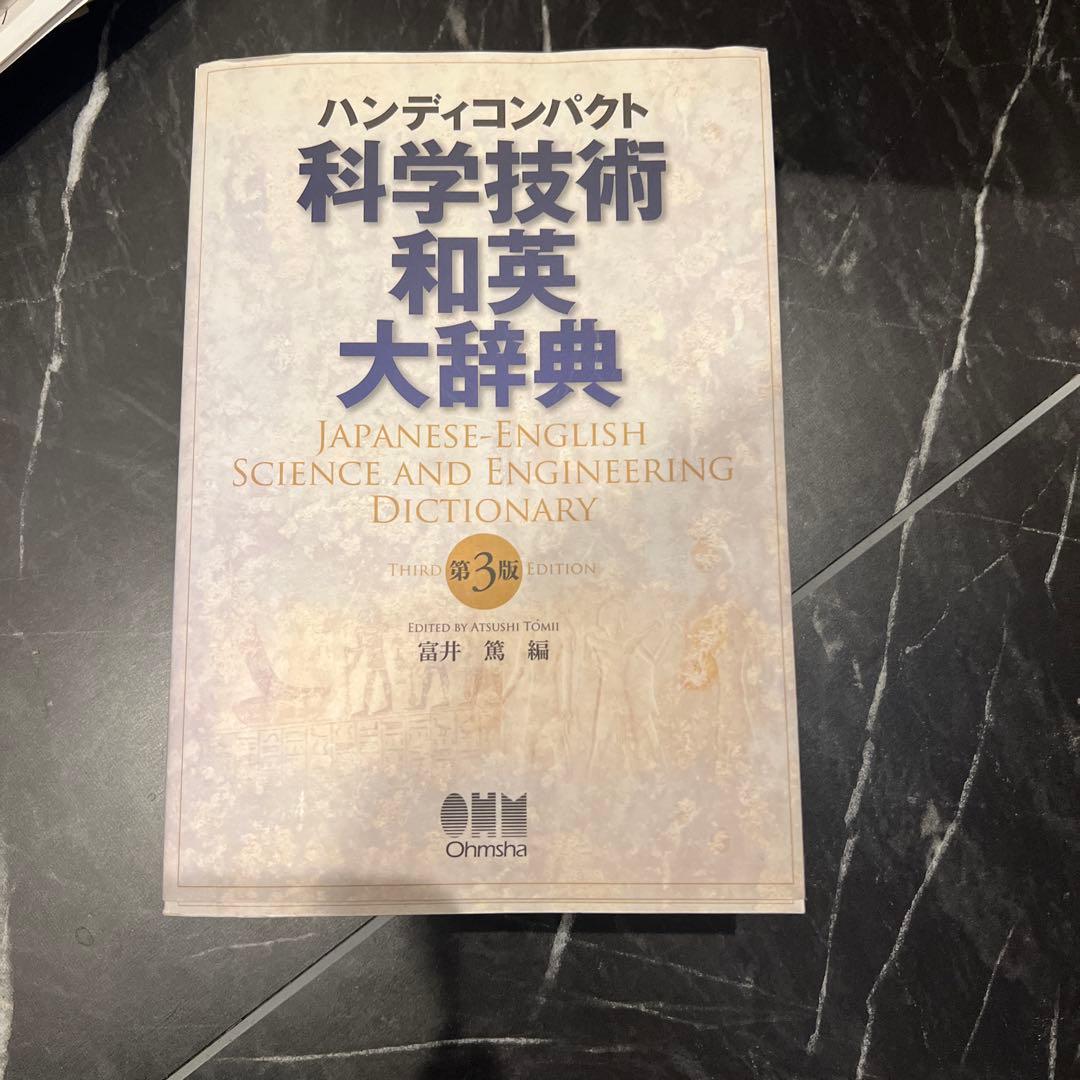 ハンディコンパクト
科学技術
和英
大辞典
JAPANESE-ENGLISH
SCIENCE AND ENGINEERING
DICTIONARY
THIRD 第3版 EDITION
EDITED BY ATSUSHI TOMII
富井 篤 編
OHM
Ohmsha